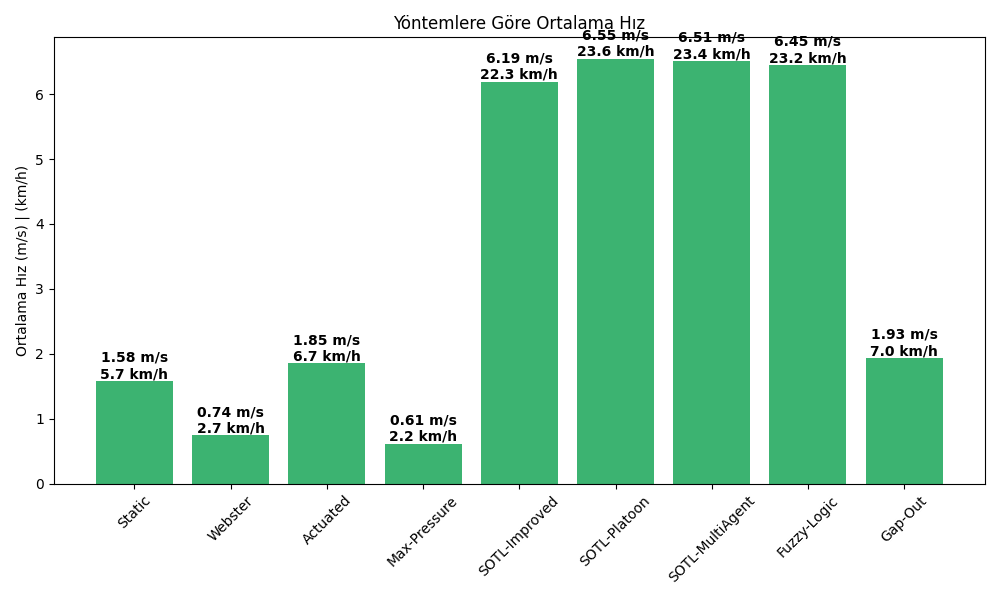 Yöntemlere Göre Ortalama Hız
Ortalama Hız (m/s) | (km/h)
6
5
4
3
2
1
0
1.58 m/s
5.7 km/h
0.74 m/s
2.7 km/h
1.85 m/s
6.7 km/h
0.61 m/s
2.2 km/h
6.19 m/s
22.3 km/h
6.55 m/s
23.6 km/h
6.51 m/s
23.4 km/h
6.45 m/s
23.2 km/h
1.93 m/s
7.0 km/h
Static
Webster
Actuated
Max-Pressure
SOTL-Improved
SOTL-Platoon
SOTL-MultiAgent
Fuzzy-Logic
Gap-Out